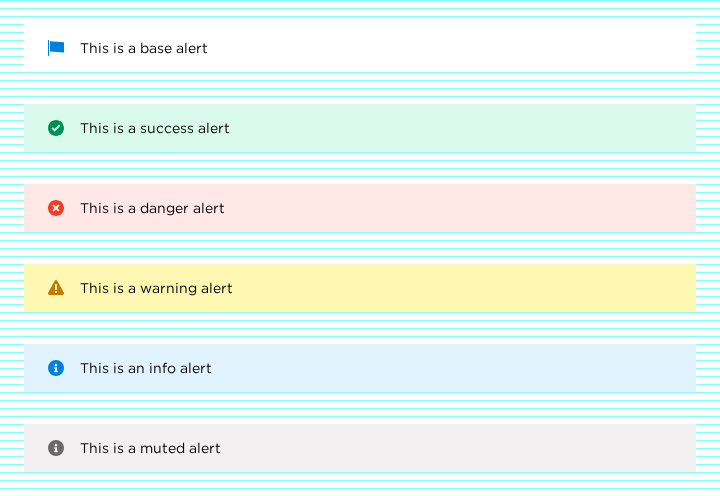 This is a base alert
This is a success alert
This is a danger alert
This is a warning alert
This is an info alert
This is a muted alert